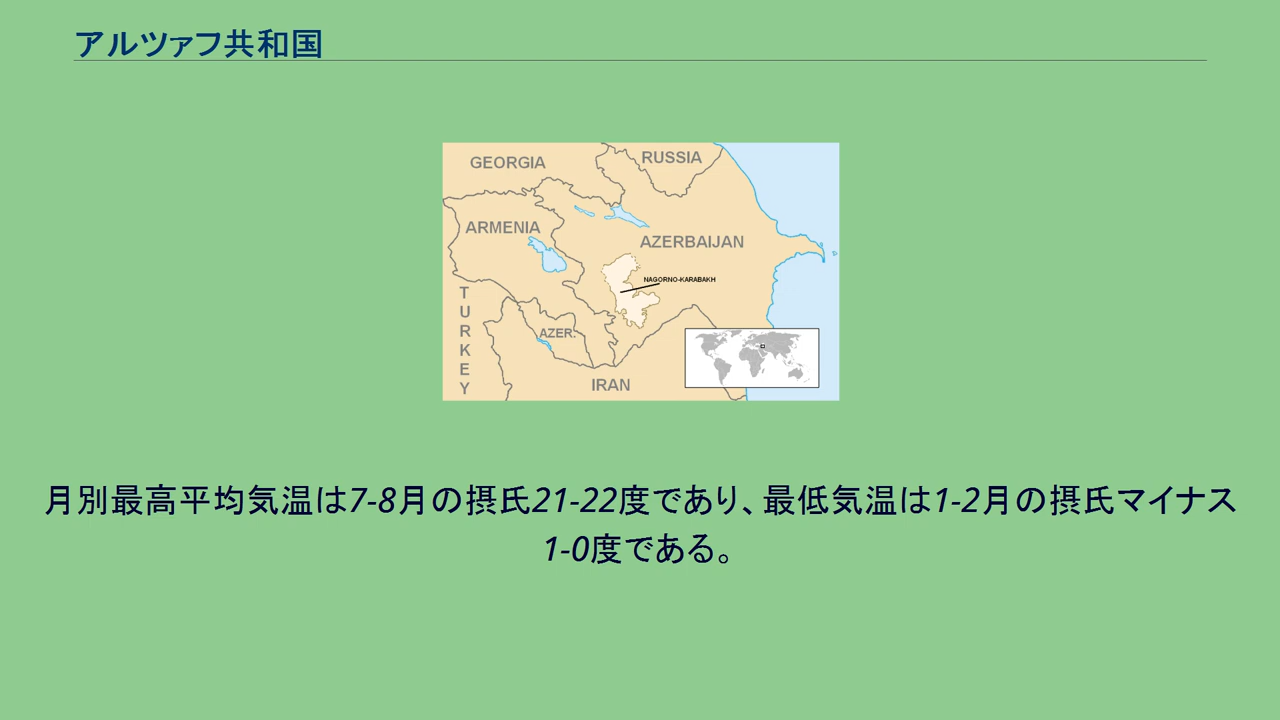 アルツァフ共和国
GEORGIA
RUSSIA
ARMENIA
AZERBAIJAN
NAGORNO-KARABAKH
TURKEY
AZER.
IRAN
月別最高平均気温は7-8月の摂氏21-22度であり、最低気温は1-2月の摂氏マイナス
1-0度である。